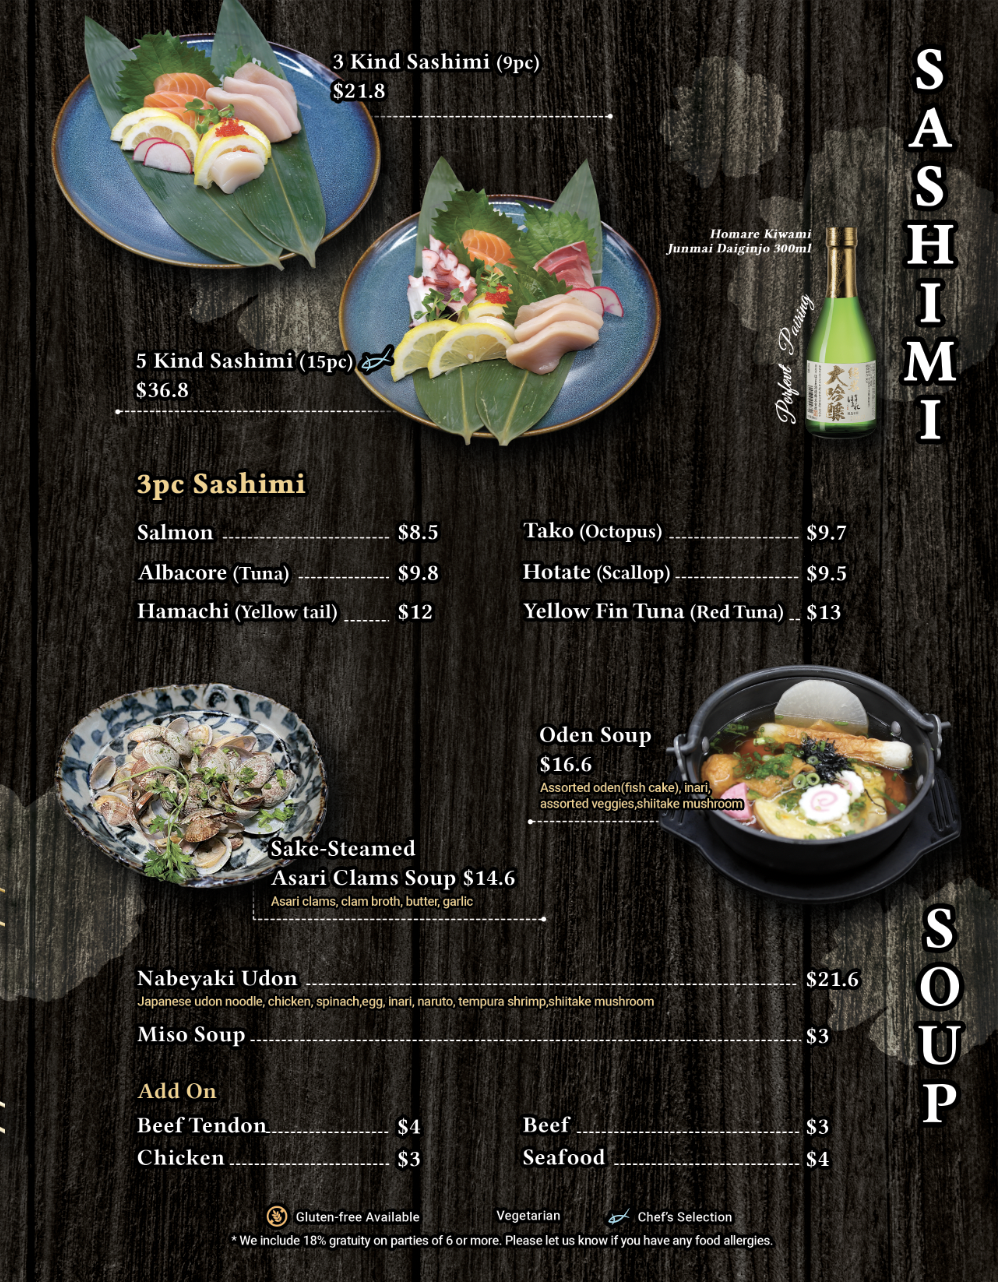 3 Kind Sashimi (9pc)
$21.8
SASHIMI
Homare Kiwami
Junmai Daiginjo 300ml
Perfect Pairing
大吟醸
5 Kind Sashimi (15pc)
$36.8
3pc Sashimi
Salmon $8.5
Albacore (Tuna) $9.8
Hamachi (Yellow tail) $12
Tako (Octopus) $9.7
Hotate (Scallop) $9.5
Yellow Fin Tuna (Red Tuna) $13
Oden Soup
$16.6
Assorted oden(fish cake), inari,
assorted veggies,shiitake mushroom
Sake-Steamed
Asari Clams Soup $14.6
Asari clams, clam broth, butter, garlic
SOUP
Nabeyaki Udon $21.6
Japanese udon noodle, chicken, spinach,egg, inari, naruto, tempura shrimp,shiitake mushroom
Miso Soup $3
Add On
Beef Tendon $4
Chicken $3
Beef $3
Seafood $4
Gluten-free Available Vegetarian Chef's Selection
* We include 18% gratuity on parties of 6 or more. Please let us know if you have any food allergies.